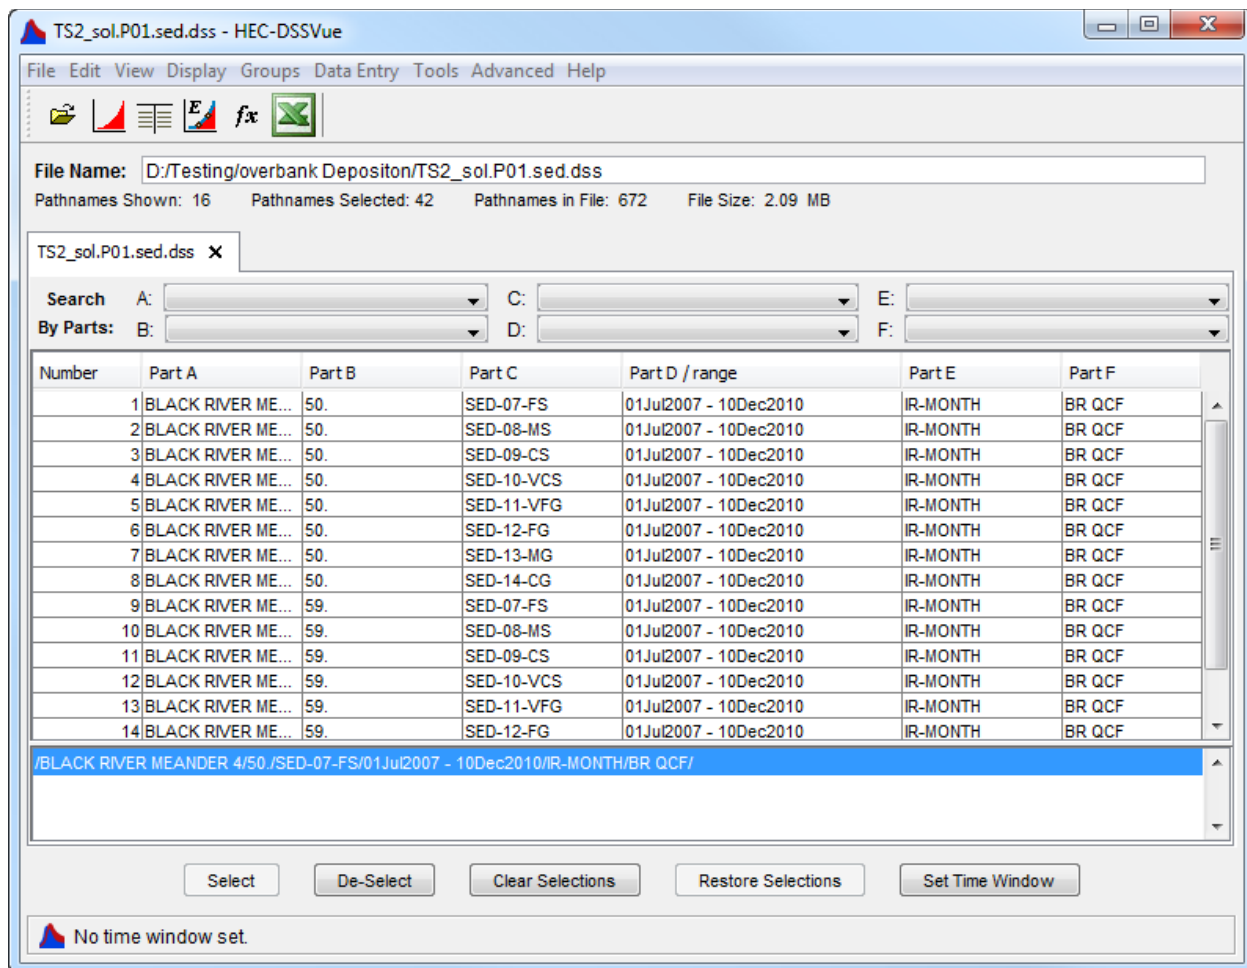 TS2_sol.P01.sed.dss - HEC-DSSVue
File Edit View Display Groups Data Entry Tools Advanced Help
E fx
File Name: D:/Testing/overbank Depositon/TS2_sol.P01.sed.dss
Pathnames Shown: 16 Pathnames Selected: 42 Pathnames in File: 672 File Size: 2.09 MB
TS2_sol.P01.sed.dss
Search A: C: E:
By Parts: B: D: F:
Number Part A Part B Part C Part D / range Part E Part F
1 BLACK RIVER ME... 50. SED-07-FS 01Jul2007 - 10Dec2010 IR-MONTH BR QCF
2 BLACK RIVER ME... 50. SED-08-MS 01Jul2007 - 10Dec2010 IR-MONTH BR QCF
3 BLACK RIVER ME... 50. SED-09-CS 01Jul2007 - 10Dec2010 IR-MONTH BR QCF
4 BLACK RIVER ME... 50. SED-10-VCS 01Jul2007 - 10Dec2010 IR-MONTH BR QCF
5 BLACK RIVER ME... 50. SED-11-VFG 01Jul2007 - 10Dec2010 IR-MONTH BR QCF
6 BLACK RIVER ME... 50. SED-12-FG 01Jul2007 - 10Dec2010 IR-MONTH BR QCF
7 BLACK RIVER ME... 50. SED-13-MG 01Jul2007 - 10Dec2010 IR-MONTH BR QCF
8 BLACK RIVER ME... 50. SED-14-CG 01Jul2007 - 10Dec2010 IR-MONTH BR QCF
9 BLACK RIVER ME... 59. SED-07-FS 01Jul2007 - 10Dec2010 IR-MONTH BR QCF
10 BLACK RIVER ME... 59. SED-08-MS 01Jul2007 - 10Dec2010 IR-MONTH BR QCF
11 BLACK RIVER ME... 59. SED-09-CS 01Jul2007 - 10Dec2010 IR-MONTH BR QCF
12 BLACK RIVER ME... 59. SED-10-VCS 01Jul2007 - 10Dec2010 IR-MONTH BR QCF
13 BLACK RIVER ME... 59. SED-11-VFG 01Jul2007 - 10Dec2010 IR-MONTH BR QCF
14 BLACK RIVER ME... 59. SED-12-FG 01Jul2007 - 10Dec2010 IR-MONTH BR QCF
/BLACK RIVER MEANDER 4/50./SED-07-FS/01Jul2007 - 10Dec2010/IR-MONTH/BR QCF/
Select De-Select Clear Selections Restore Selections Set Time Window
No time window set.